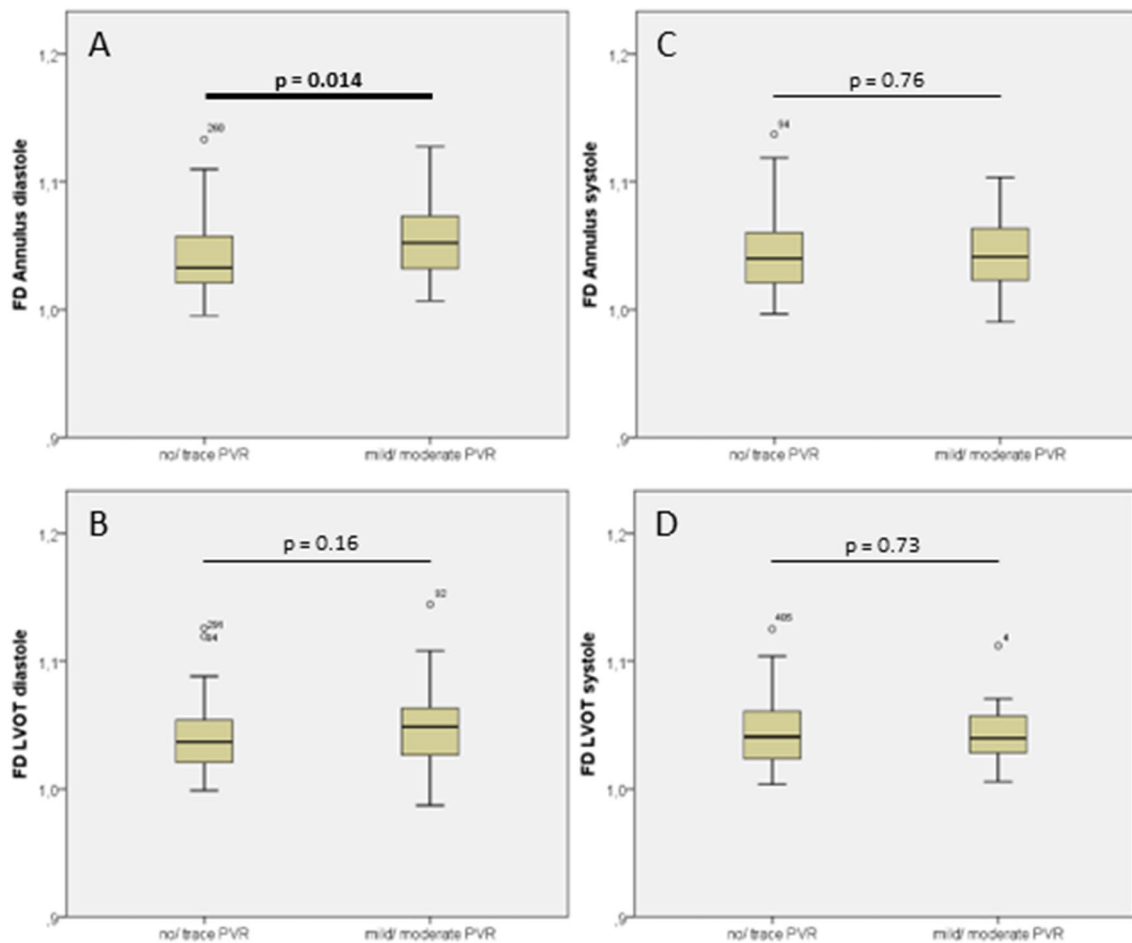 A
p = 0.014
FD Annulus diastole
1,2
1,1
1,0
,9
260
no/ trace PVR
mild/ moderate PVR
C
p = 0.76
FD Annulus systole
1,2
1,1
1,0
,9
94
no/ trace PVR
mild/ moderate PVR
B
p = 0.16
FD LVOT diastole
1,2
1,1
1,0
,9
92
no/ trace PVR
mild/ moderate PVR
D
p = 0.73
FD LVOT systole
1,2
1,1
1,0
,9
4
no/ trace PVR
mild/ moderate PVR